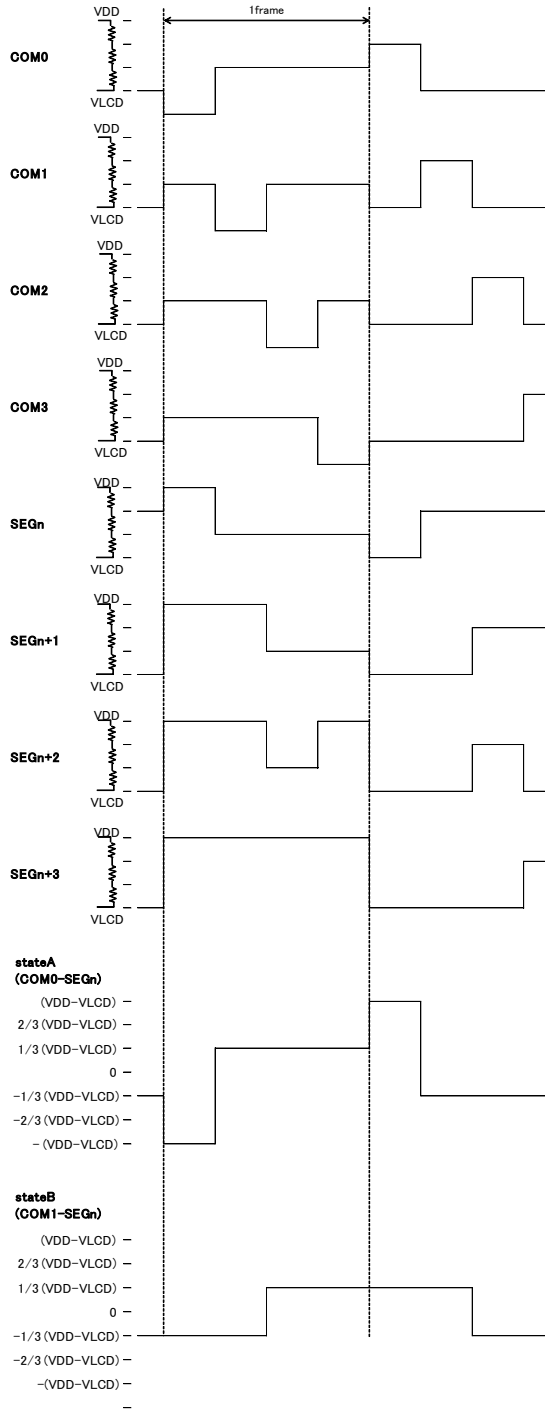 VDD
1frame
COM0
VLCD
VDD
COM1
VLCD
VDD
COM2
VLCD
VDD
COM3
VLCD
VDD
SEGn
VLCD
VDD
SEGn+1
VLCD
VDD
SEGn+2
VLCD
VDD
SEGn+3
VLCD
stateA
(COM0-SEGn)
(VDD-VLCD)
2/3(VDD-VLCD)
1/3(VDD-VLCD)
0
-1/3(VDD-VLCD)
-2/3(VDD-VLCD)
-(VDD-VLCD)
stateB
(COM1-SEGn)
(VDD-VLCD)
2/3(VDD-VLCD)
1/3(VDD-VLCD)
0
-1/3(VDD-VLCD)
-2/3(VDD-VLCD)
-(VDD-VLCD)